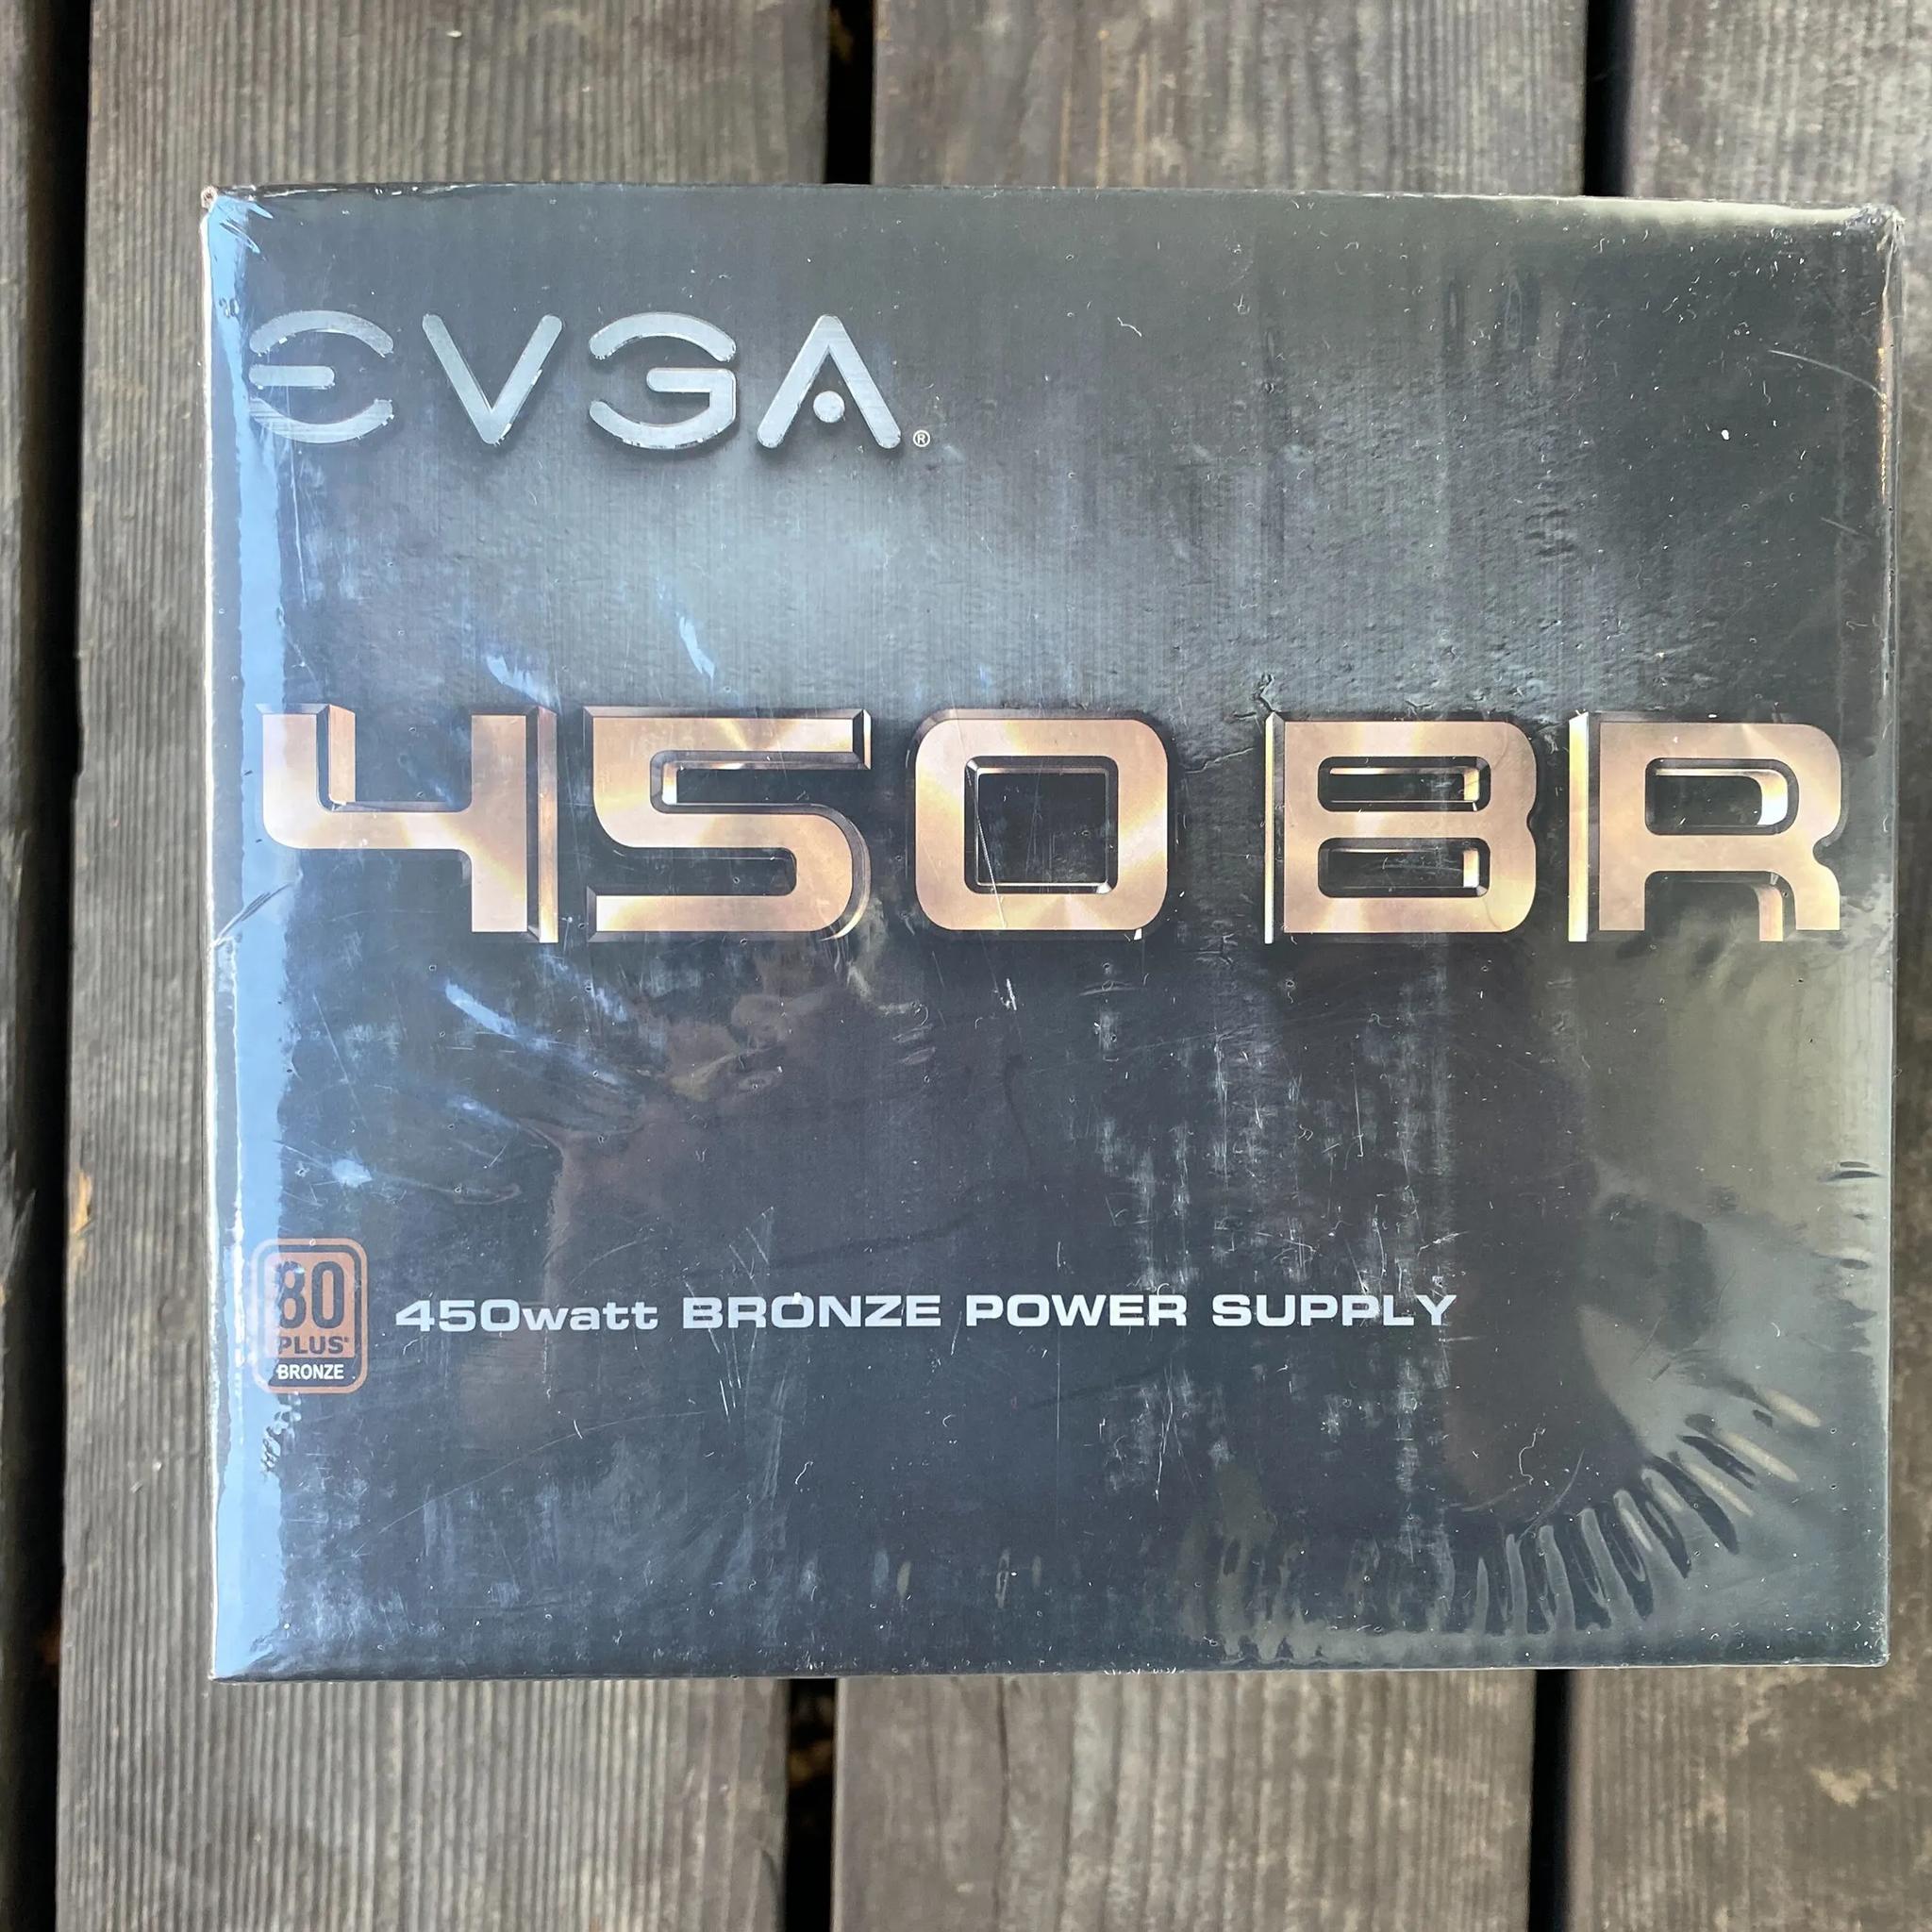 EVGA®
450 BR
80
PLUS®
BRONZE
450watt BRONZE POWER SUPPLY